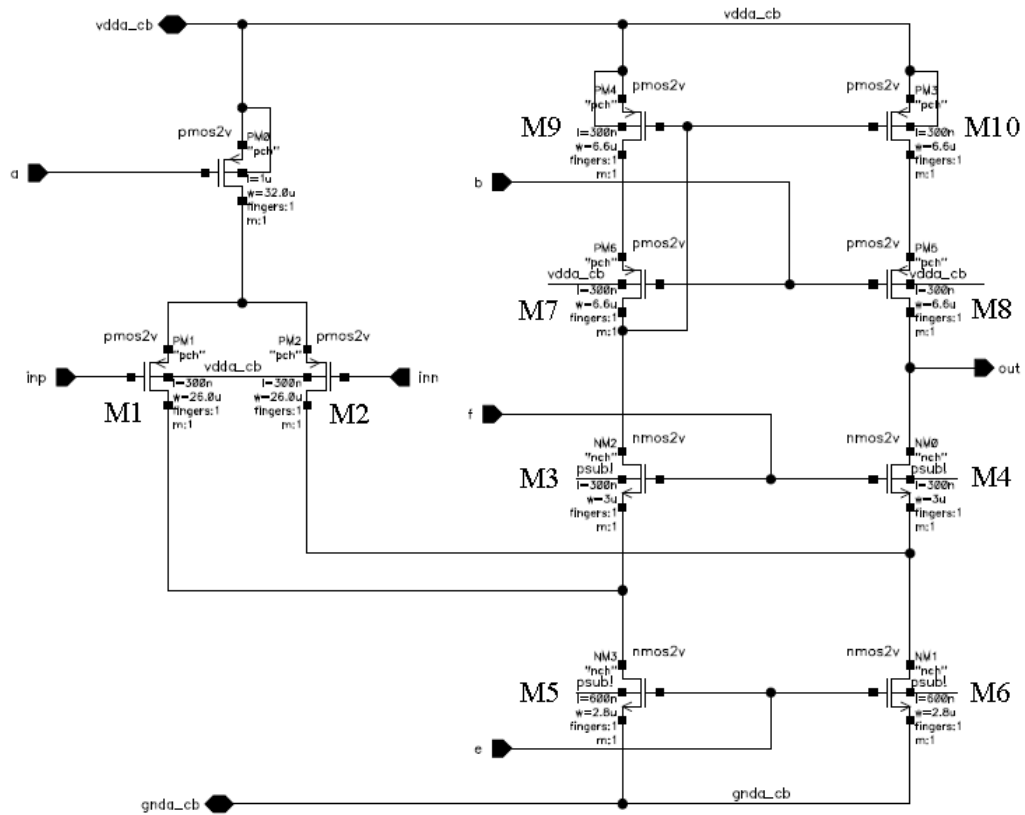 vdda_cb
vdda_cb
pmos2v
PM0
"pch"
l=1u
w=32.0u
fingers:1
m:1
a
M9
PM4
"pch"
pmos2v
l=300n
w=6.6u
fingers:1
m:1
pmos2v
PM3
"pch"
l=300n
w=6.6u
fingers:1
m:1
M10
b
M7
PM6
"pch"
pmos2v
vdda_cb
l=300n
w=6.6u
fingers:1
m:1
pmos2v
PM5
"pch"
vdda_cb
l=300n
w=6.6u
fingers:1
m:1
M8
pmos2v
PM1
"pch"
vdda_cb
l=300n
w=26.0u
fingers:1
m:1
inp
M1
PM2
"pch"
pmos2v
l=300n
w=26.0u
fingers:1
m:1
inn
M2
out
f
M3
NM2
"nch"
nmos2v
psub!
l=300n
w=3u
fingers:1
m:1
nmos2v
NM0
"nch"
psub!
l=300n
w=3u
fingers:1
m:1
M4
M5
NM3
"nch"
nmos2v
psub!
l=600n
w=2.8u
fingers:1
m:1
nmos2v
NM1
"nch"
psub!
l=600n
w=2.8u
fingers:1
m:1
M6
e
gnda_cb
gnda_cb